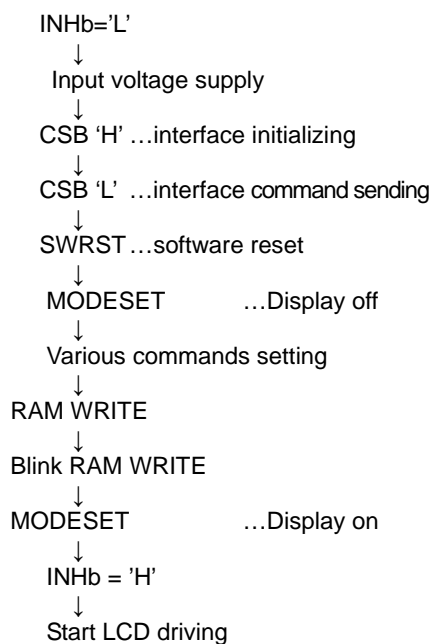 INHb='L'
↓
Input voltage supply
↓
CSB 'H' …interface initializing
↓
CSB 'L' …interface command sending
↓
SWRST …software reset
↓
MODESET …Display off
↓
Various commands setting
↓
RAM WRITE
↓
Blink RAM WRITE
↓
MODESET …Display on
↓
INHb = 'H'
↓
Start LCD driving